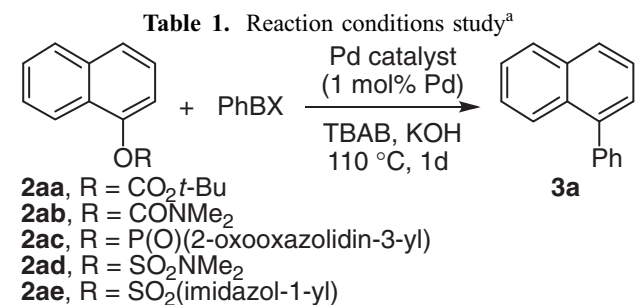 Table 1. Reaction conditions studyᵃ
OR
+ PhBX
Pd catalyst
(1 mol% Pd)
TBAB, KOH
110 °C, 1d
Ph
3a
2aa, R = CO₂t-Bu
2ab, R = CONMe₂
2ac, R = P(O)(2-oxooxazolidin-3-yl)
2ad, R = SO₂NMe₂
2ae, R = SO₂(imidazol-1-yl)